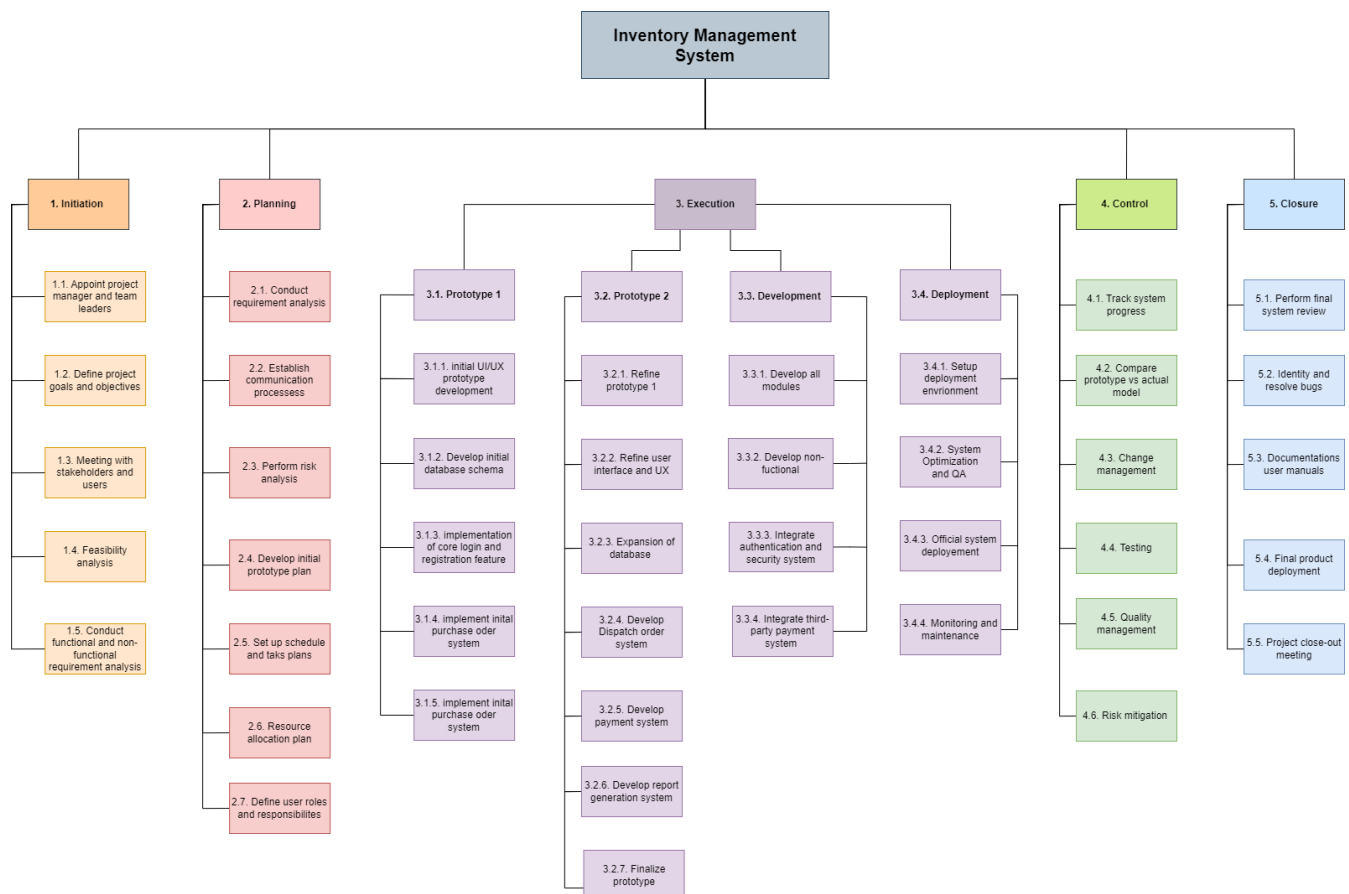 Inventory Management
System
1. Initiation
2. Planning
3. Execution
4. Control
5. Closure
1.1. Appoint project
manager and team
leaders
1.2. Define project
goals and objectives
1.3. Meeting with
stakeholders and
users
1.4. Feasibility
analysis
1.5. Conduct
functional and non-
functional
requirement analysis
2.1. Conduct
requirement analysis
2.2. Establish
communication
processess
2.3. Perform risk
analysis
2.4. Develop initial
prototype plan
2.5. Set up schedule
and taks plans
2.6. Resource
allocation plan
2.7. Define user roles
and responsibilites
3.1. Prototype 1
3.1.1. initial UI/UX
prototype
development
3.1.2. Develop initial
database schema
3.1.3. implementation
of core login and
registration feature
3.1.4. implement inital
purchase oder
system
3.1.5. implement inital
purchase oder
system
3.2. Prototype 2
3.2.1. Refine
prototype 1
3.2.2. Refine user
interface and UX
3.2.3. Expansion of
database
3.2.4. Develop
Dispatch order
system
3.2.5. Develop
payment system
3.2.6. Develop report
generation system
3.2.7. Finalize
prototype
3.3. Development
3.3.1. Develop all
modules
3.3.2. Develop non-
fuctional
3.3.3. Integrate
authentication and
security system
3.3.4. Integrate third-
party payment
system
3.4. Deployment
3.4.1. Setup
deployment
envrionment
3.4.2. System
Optimization
and QA
3.4.3. Official system
deployement
3.4.4. Monitoring and
maintenance
4.1. Track system
progress
4.2. Compare
prototype vs actual
model
4.3. Change
management
4.4. Testing
4.5. Quality
management
4.6. Risk mitigation
5.1. Perform final
system review
5.2. Identity and
resolve bugs
5.3. Documentations
user manuals
5.4. Final product
deployment
5.5. Project close-out
meeting